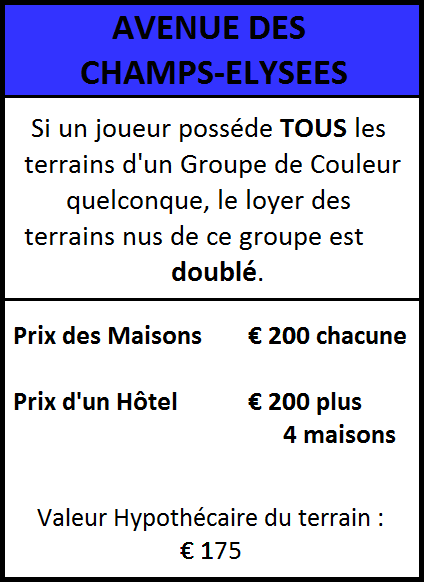 AVENUE DES
CHAMPS-ELYSEES
Si un joueur posséde TOUS les
terrains d'un Groupe de Couleur
quelconque, le loyer des
terrains nus de ce groupe est
doublé.
Prix des Maisons € 200 chacune
Prix d'un Hôtel € 200 plus
4 maisons
Valeur Hypothécaire du terrain :
€ 175